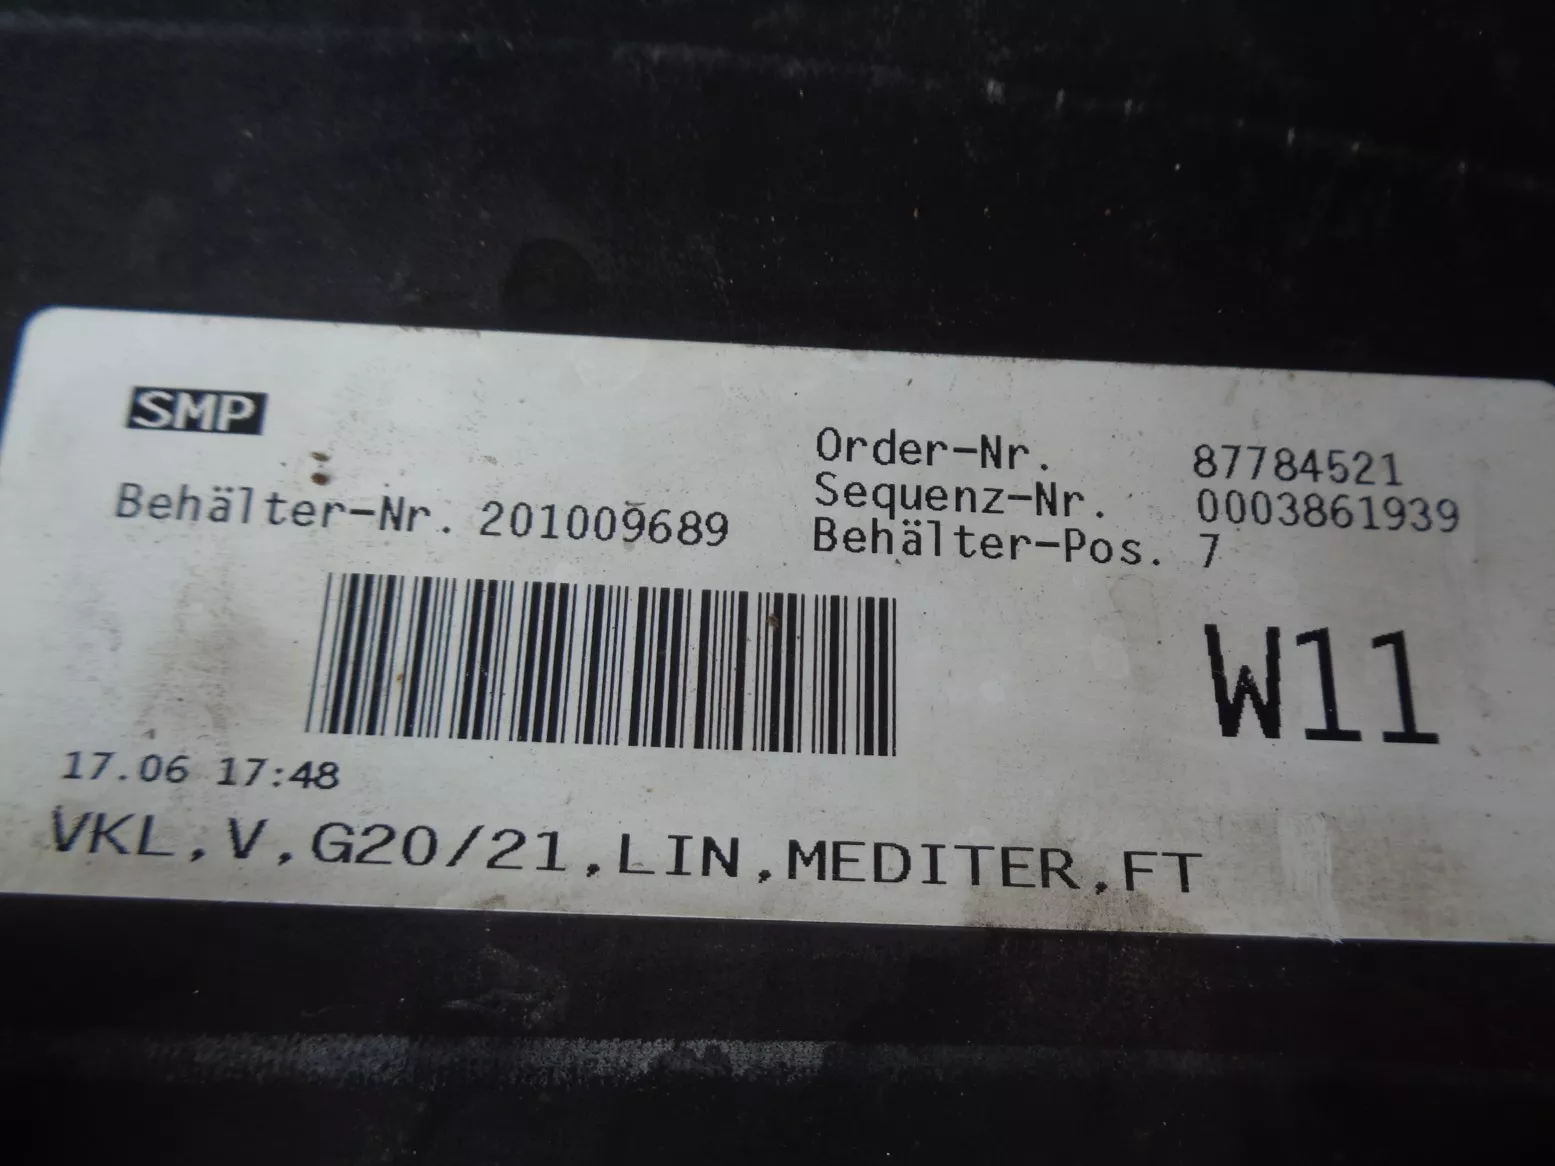 SMP
Order-Nr. 87784521
Sequenz-Nr. 0003861939
Behälter-Nr. 201009689
Behälter-Pos. 7
W11
17.06 17:48
VKL,V,G20/21,LIN,MEDITER,FT